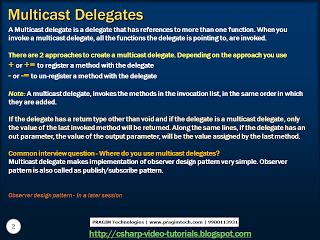 Multicast Delegates
A Multicast delegate is a delegate that has references to more than one function. When you
invoke a multicast delegate, all the functions the delegate is pointing to, are invoked.
There are 2 approaches to create a multicast delegate. Depending on the approach you use
+ or += to register a method with the delegate
- or -= to un-register a method with the delegate
Note: A multicast delegate, invokes the methods in the invocation list, in the same order in which
they are added.
If the delegate has a return type other than void and if the delegate is a multicast delegate, only
the value of the last invoked method will be returned. Along the same lines, if the delegate has an
out parameter, the value of the output parameter, will be the value assigned by the last method.
Common interview question - Where do you use multicast delegates?
Multicast delegate makes implementation of observer design pattern very simple. Observer
pattern is also called as publish/subscribe pattern.
Observer design pattern - In a later session
2
PRAGIM Technologies | www.pragimtech.com | 9900113931
http://csharp-video-tutorials.blogspot.com